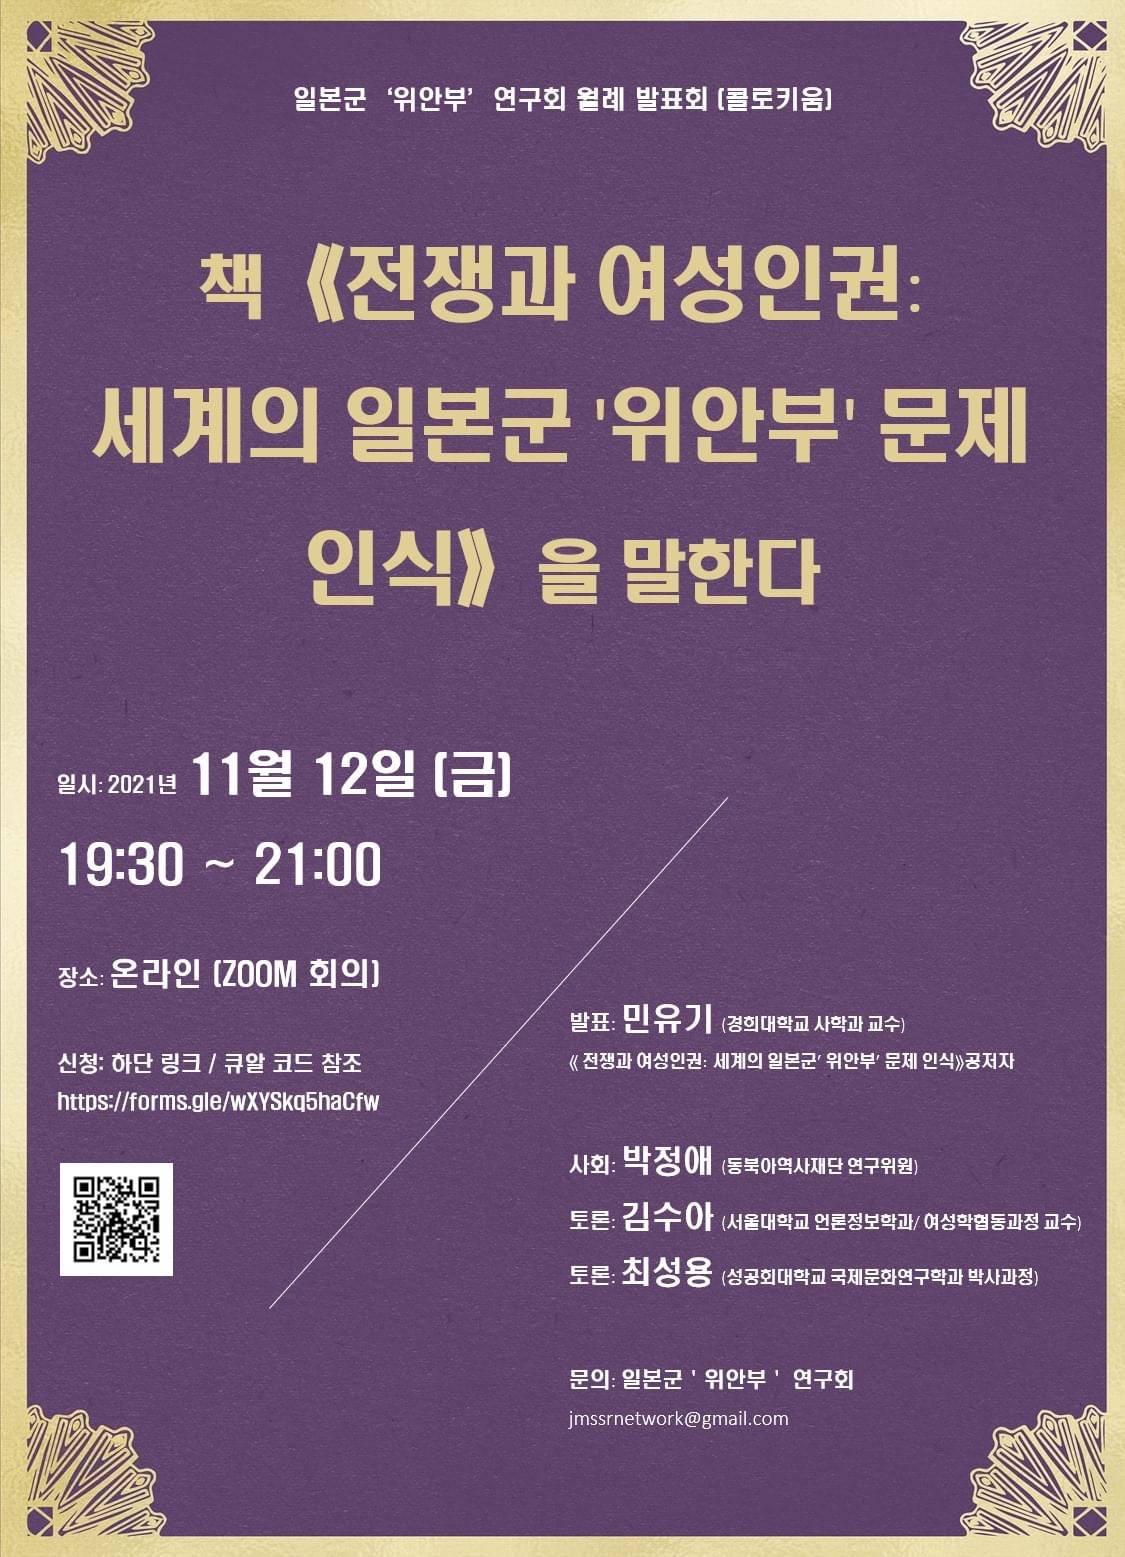 일본군 ‘위안부’ 연구회 월례 발표회 (콜로키움)
책 《전쟁과 여성인권:
세계의 일본군 '위안부' 문제
인식》 을 말한다
일시: 2021년 11월 12일 (금)
19:30 ~ 21:00
장소: 온라인 (ZOOM 회의)
신청: 하단 링크 / 큐알 코드 참조
https://forms.gle/wXYSkq5haCfw
발표: 민유기 (경희대학교 사학과 교수)
《 전쟁과 여성인권: 세계의 일본군' 위안부' 문제 인식》공저자
사회: 박정애 (동북아역사재단 연구위원)
토론: 김수아 (서울대학교 언론정보학과/ 여성학협동과정 교수)
토론: 최성용 (성공회대학교 국제문화연구학과 박사과정)
문의: 일본군 ' 위안부 ' 연구회
jmssrnetwork@gmail.com